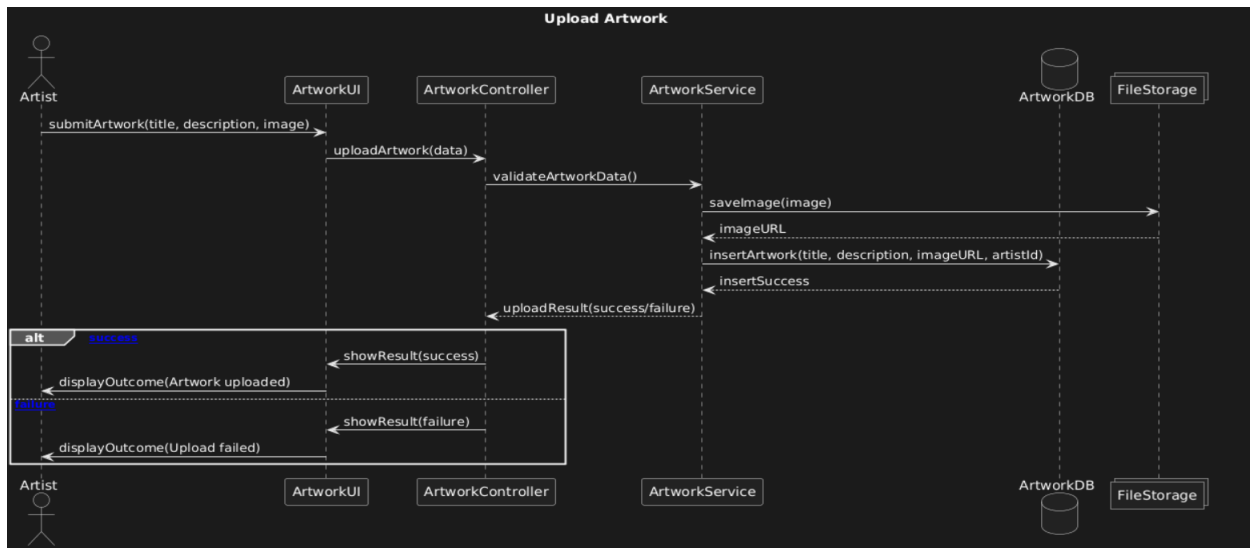 Upload Artwork
Artist
ArtworkUI
ArtworkController
ArtworkService
ArtworkDB
FileStorage
submitArtwork(title, description, image)
uploadArtwork(data)
validateArtworkData()
saveImage(image)
imageURL
insertArtwork(title, description, imageURL, artistId)
insertSuccess
uploadResult(success/failure)
alt
success
showResult(success)
displayOutcome(Artwork uploaded)
failure
showResult(failure)
displayOutcome(Upload failed)
Artist
ArtworkUI
ArtworkController
ArtworkService
ArtworkDB
FileStorage